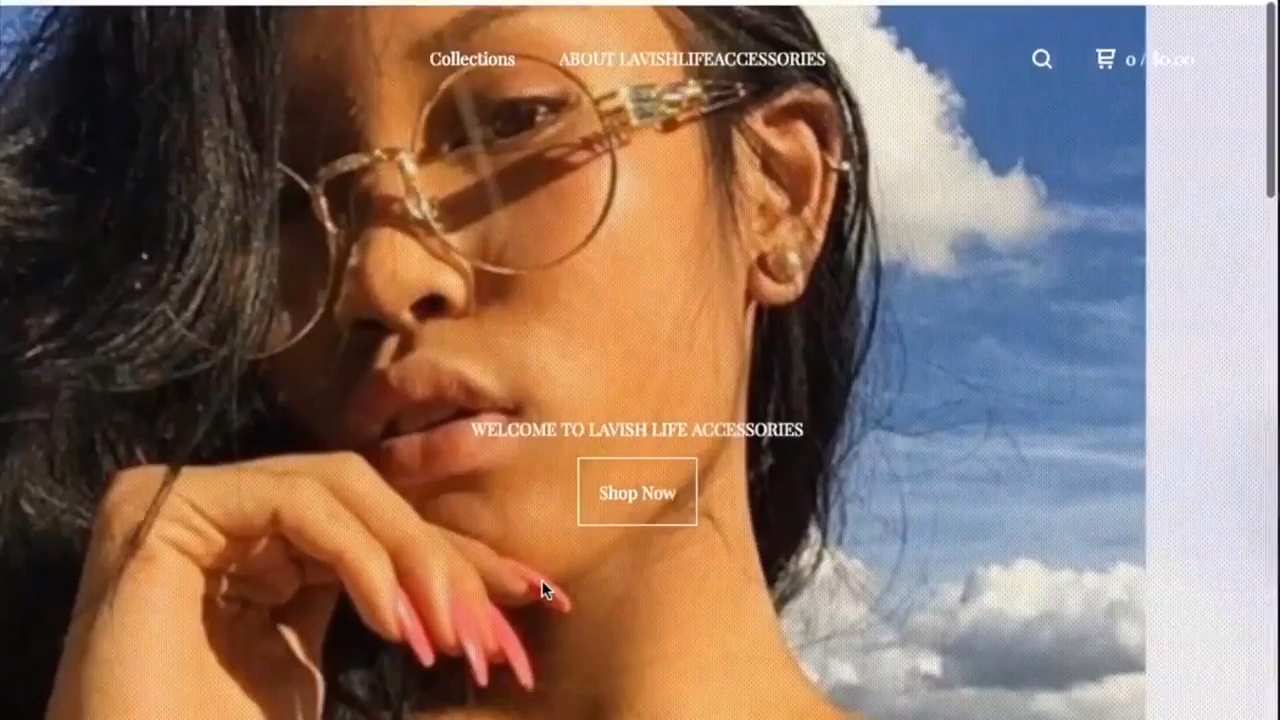 Collections ABOUT LAVISHLIFEACCESSORIES 0 / $0.00
WELCOME TO LAVISH LIFE ACCESSORIES
Shop Now